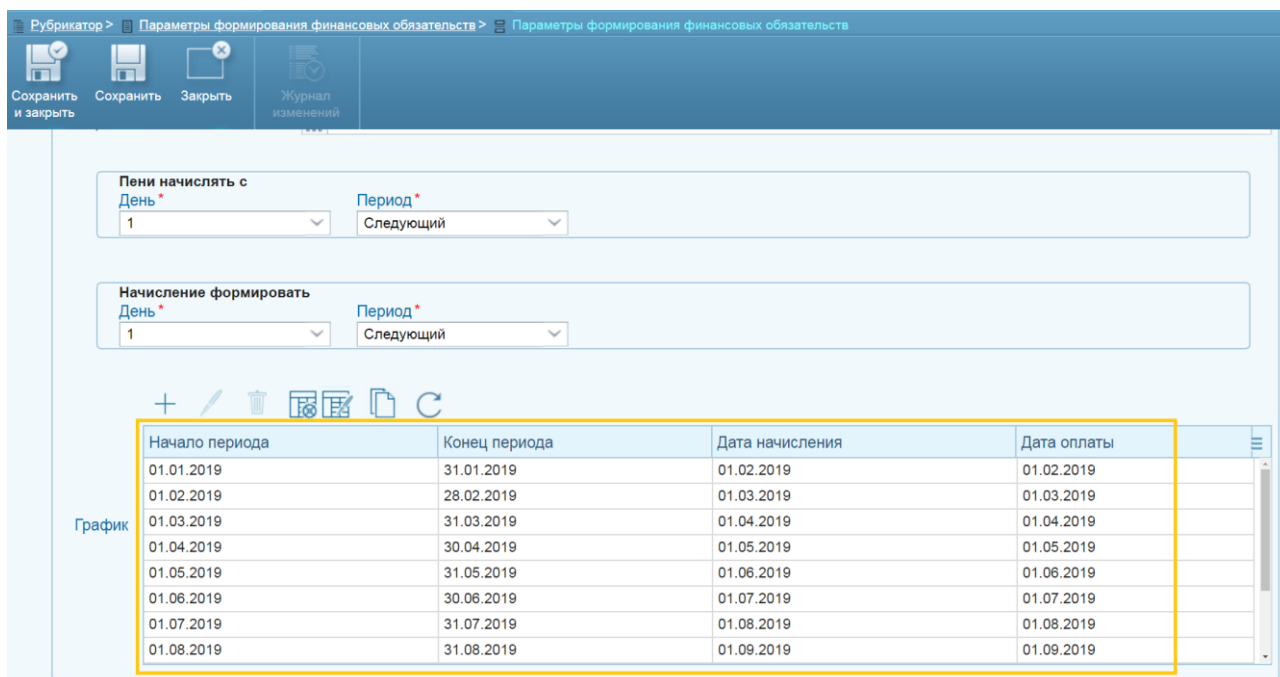 Рубрикатор > Параметры формирования финансовых обязательств > Параметры формирования финансовых обязательств
Сохранить и закрыть
Сохранить
Закрыть
Журнал изменений
Пени начислять с
День *
Период *
1
Следующий
Начисление формировать
День *
Период *
1
Следующий
График
Начало периода Конец периода Дата начисления Дата оплаты
01.01.2019 31.01.2019 01.02.2019 01.02.2019
01.02.2019 28.02.2019 01.03.2019 01.03.2019
01.03.2019 31.03.2019 01.04.2019 01.04.2019
01.04.2019 30.04.2019 01.05.2019 01.05.2019
01.05.2019 31.05.2019 01.06.2019 01.06.2019
01.06.2019 30.06.2019 01.07.2019 01.07.2019
01.07.2019 31.07.2019 01.08.2019 01.08.2019
01.08.2019 31.08.2019 01.09.2019 01.09.2019